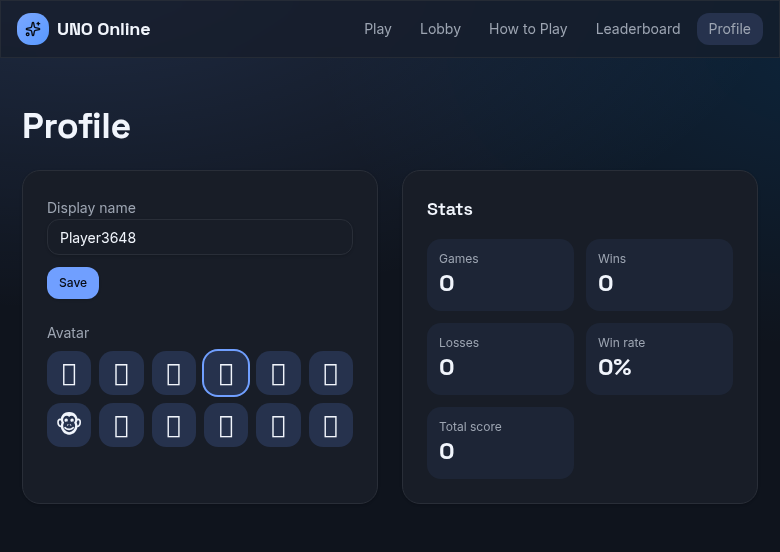 UNO Online
Play
Lobby
How to Play
Leaderboard
Profile
Profile
Display name
Player3648
Save
Avatar
Stats
Games
0
Wins
0
Losses
0
Win rate
0%
Total score
0